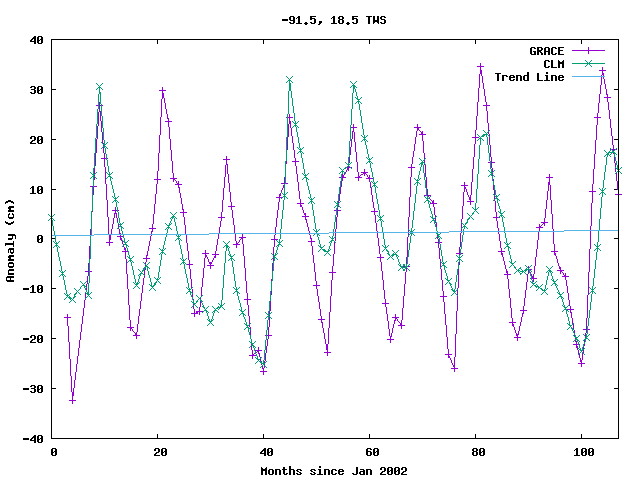 -91.5, 18.5 TWS
GRACE
CLM
Trend Line
40
30
20
10
0
-10
-20
-30
-40
Anomaly (cm)
0 20 40 60 80 100
Months since Jan 2002